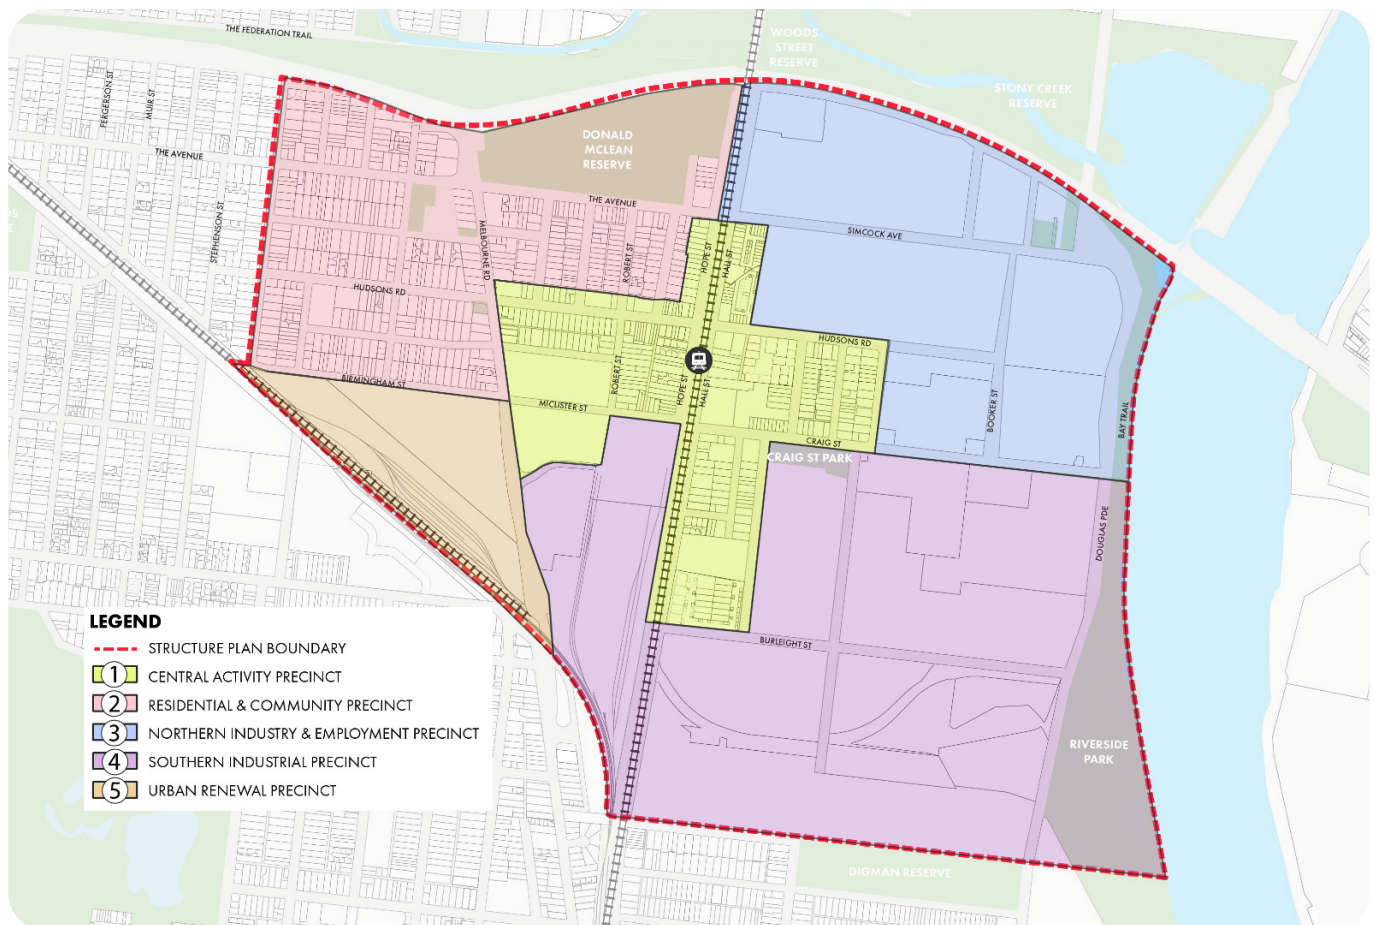 THE FEDERATION TRAIL
WOODS
STREET
RESERVE
STONY CREEK
RESERVE
FERGERSON ST
MUIR ST
THE AVENUE
STEPHENSON ST
DONALD
MCLEAN
RESERVE
THE AVENUE
MELBOURNE RD
ROBERT ST
HOPE ST
HALL ST
SIMCOCK AVE
HUDSONS RD
HUDSONS RD
BIRMINGHAM ST
ROBERT ST
HOPE ST
HALL ST
MCLISTER ST
BOOKER ST
BAY TRAIL
CRAIG ST
CRAIG ST PARK
DOUGLAS PDE
BURLEIGHT ST
RIVERSIDE
PARK
DIGMAN RESERVE
LEGEND
STRUCTURE PLAN BOUNDARY
1 CENTRAL ACTIVITY PRECINCT
2 RESIDENTIAL & COMMUNITY PRECINCT
3 NORTHERN INDUSTRY & EMPLOYMENT PRECINCT
4 SOUTHERN INDUSTRIAL PRECINCT
5 URBAN RENEWAL PRECINCT